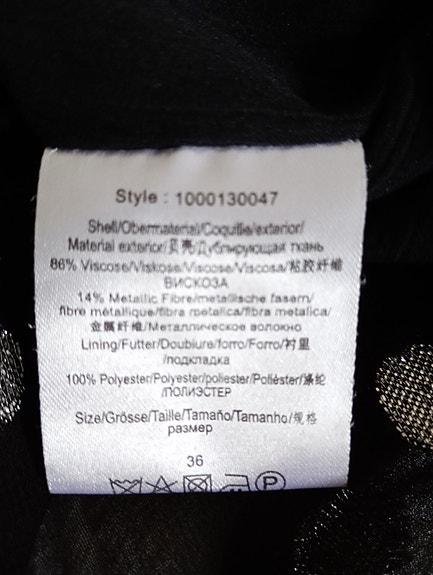 Style : 1000130047
Shell/Obermaterial/Coquille/exterior/
Material exterior/贝壳/Дублирующая ткань
86% Viscose/Viskose/Viscose/Viscosa/粘胶纤维
ВИСКОЗА
14% Metallic Fibre/metallische fasern/
fibre métallique/fibra metalica/fibra metalica/
金属纤维/Металлическое волокно
Lining/Futter/Doublure/forro/Forro/衬里
/подкладка
100% Polyester/Polyester/poliester/Poliéster/涤纶
/ПОЛИЭСТЕР
Size/Grösse/Taille/Tamaño/Tamanho/规格
размер
36
P